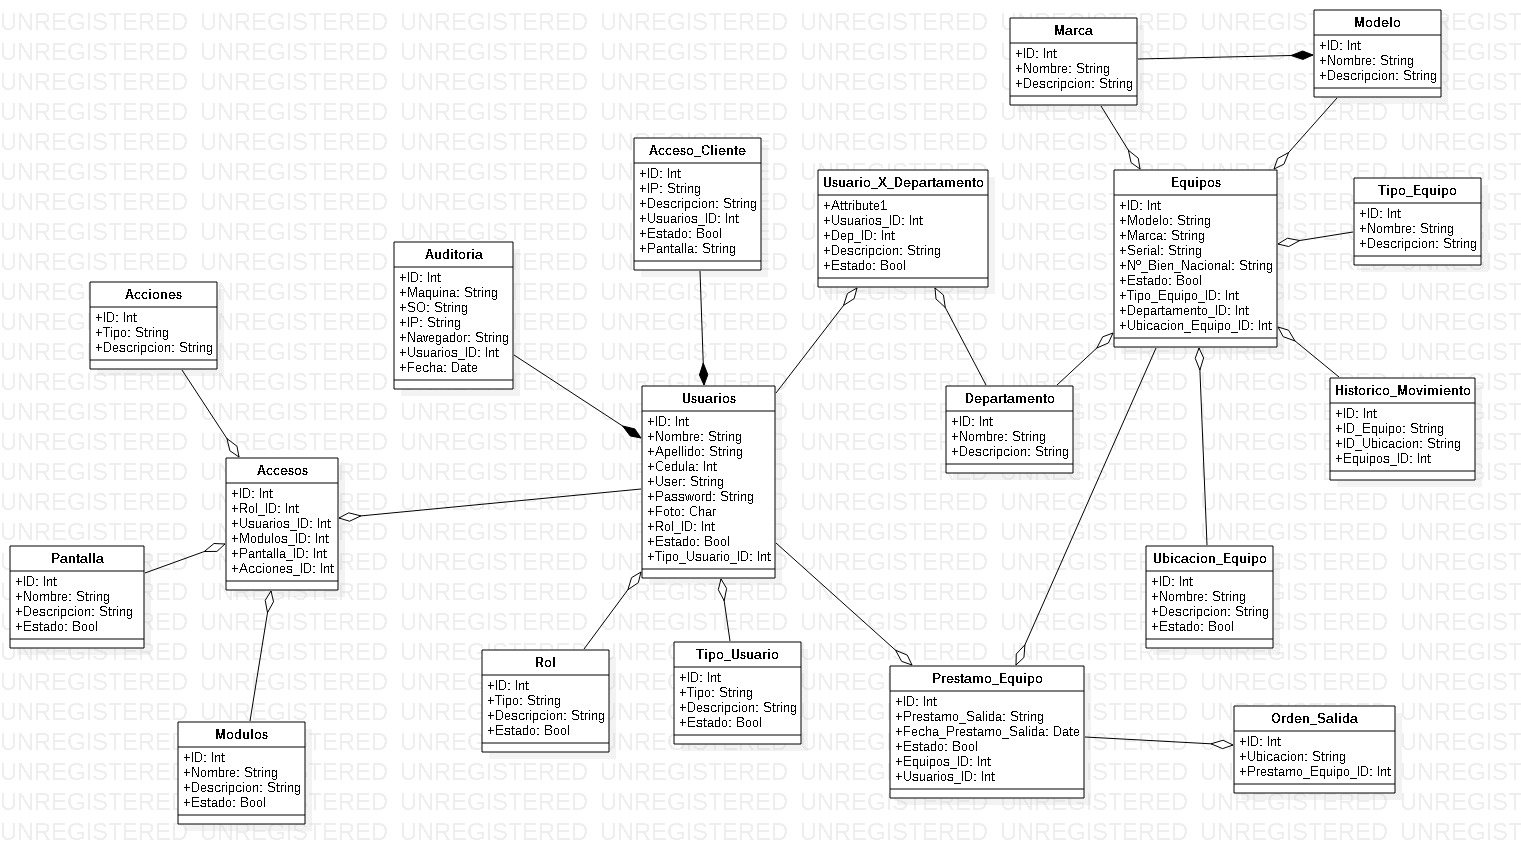 Marca
+ID: Int
+Nombre: String
+Descripcion: String
Modelo
+ID: Int
+Nombre: String
+Descripcion: String
Acceso_Cliente
+ID: Int
+IP: String
+Descripcion: String
+Usuarios_ID: Int
+Estado: Bool
+Pantalla: String
Usuario_X_Departamento
+Attribute1
+Usuarios_ID: Int
+Dep_ID: Int
+Descripcion: String
+Estado: Bool
Equipos
+ID: Int
+Modelo: String
+Marca: String
+Serial: String
+Nº_Bien_Nacional: String
+Estado: Bool
+Tipo_Equipo_ID: Int
+Departamento_ID: Int
+Ubicacion_Equipo_ID: Int
Tipo_Equipo
+ID: Int
+Nombre: String
+Descripcion: String
Auditoria
+ID: Int
+Maquina: String
+SO: String
+IP: String
+Navegador: String
+Usuarios_ID: Int
+Fecha: Date
Acciones
+ID: Int
+Tipo: String
+Descripcion: String
Usuarios
+ID: Int
+Nombre: String
+Apellido: String
+Cedula: Int
+User: String
+Password: String
+Foto: Char
+Rol_ID: Int
+Estado: Bool
+Tipo_Usuario_ID: Int
Departamento
+ID: Int
+Nombre: String
+Descripcion: String
Historico_Movimiento
+ID: Int
+ID_Equipo: String
+ID_Ubicacion: String
+Equipos_ID: Int
Accesos
+ID: Int
+Rol_ID: Int
+Usuarios_ID: Int
+Modulos_ID: Int
+Pantalla_ID: Int
+Acciones_ID: Int
Pantalla
+ID: Int
+Nombre: String
+Descripcion: String
+Estado: Bool
Ubicacion_Equipo
+ID: Int
+Nombre: String
+Descripcion: String
+Estado: Bool
Rol
+ID: Int
+Tipo: String
+Descripcion: String
+Estado: Bool
Tipo_Usuario
+ID: Int
+Tipo: String
+Descripcion: String
+Estado: Bool
Prestamo_Equipo
+ID: Int
+Prestamo_Salida: String
+Fecha_Prestamo_Salida: Date
+Estado: Bool
+Equipos_ID: Int
+Usuarios_ID: Int
Orden_Salida
+ID: Int
+Ubicacion: String
+Prestamo_Equipo_ID: Int
Modulos
+ID: Int
+Nombre: String
+Descripcion: String
+Estado: Bool
UNREGISTERED